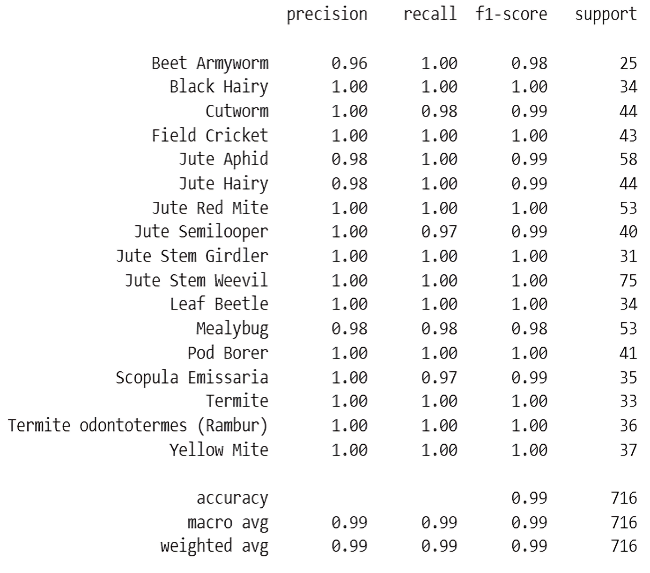 precision recall f1-score support
Beet Armyworm 0.96 1.00 0.98 25
Black Hairy 1.00 1.00 1.00 34
Cutworm 1.00 0.98 0.99 44
Field Cricket 1.00 1.00 1.00 43
Jute Aphid 0.98 1.00 0.99 58
Jute Hairy 0.98 1.00 0.99 44
Jute Red Mite 1.00 1.00 1.00 53
Jute Semilooper 1.00 0.97 0.99 40
Jute Stem Girdler 1.00 1.00 1.00 31
Jute Stem Weevil 1.00 1.00 1.00 75
Leaf Beetle 1.00 1.00 1.00 34
Mealybug 0.98 0.98 0.98 53
Pod Borer 1.00 1.00 1.00 41
Scopula Emissaria 1.00 0.97 0.99 35
Termite 1.00 1.00 1.00 33
Termite odontotermes (Rambur) 1.00 1.00 1.00 36
Yellow Mite 1.00 1.00 1.00 37
accuracy 0.99 716
macro avg 0.99 0.99 0.99 716
weighted avg 0.99 0.99 0.99 716